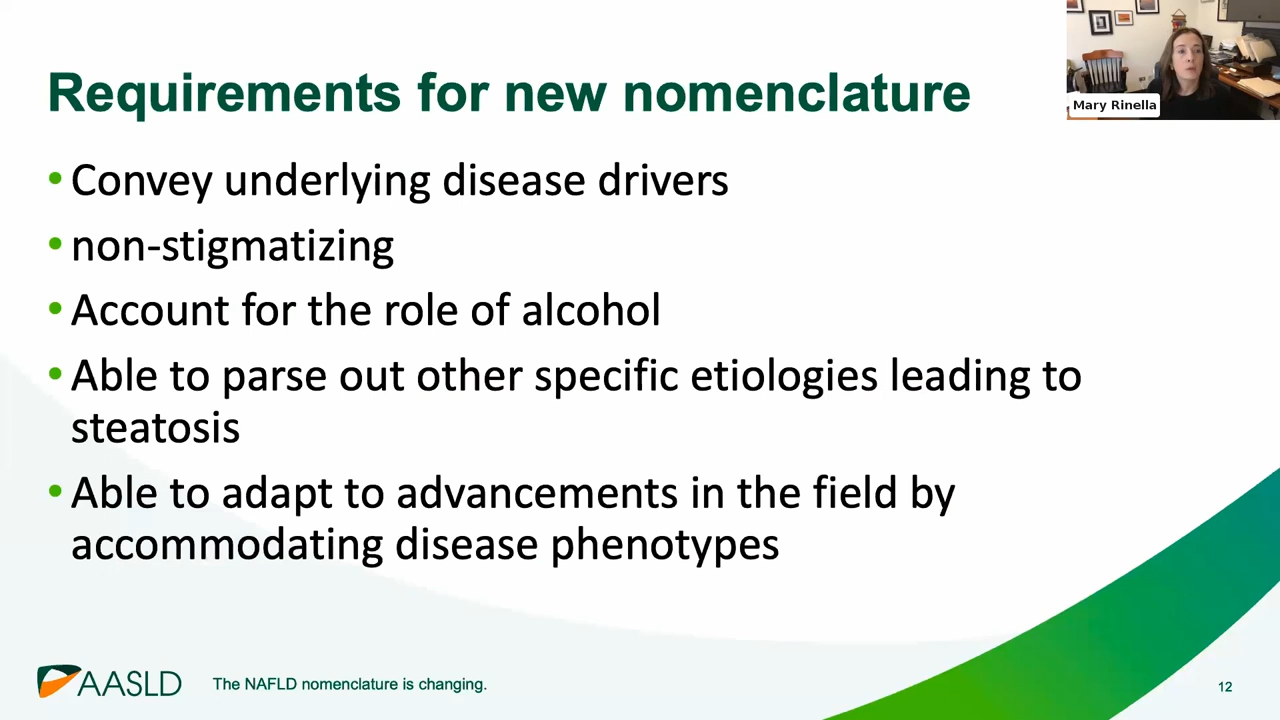 Requirements for new nomenclature
Mary Rinella
• Convey underlying disease drivers
• non-stigmatizing
• Account for the role of alcohol
• Able to parse out other specific etiologies leading to
steatosis
• Able to adapt to advancements in the field by
accommodating disease phenotypes
AASLD
The NAFLD nomenclature is changing.
12